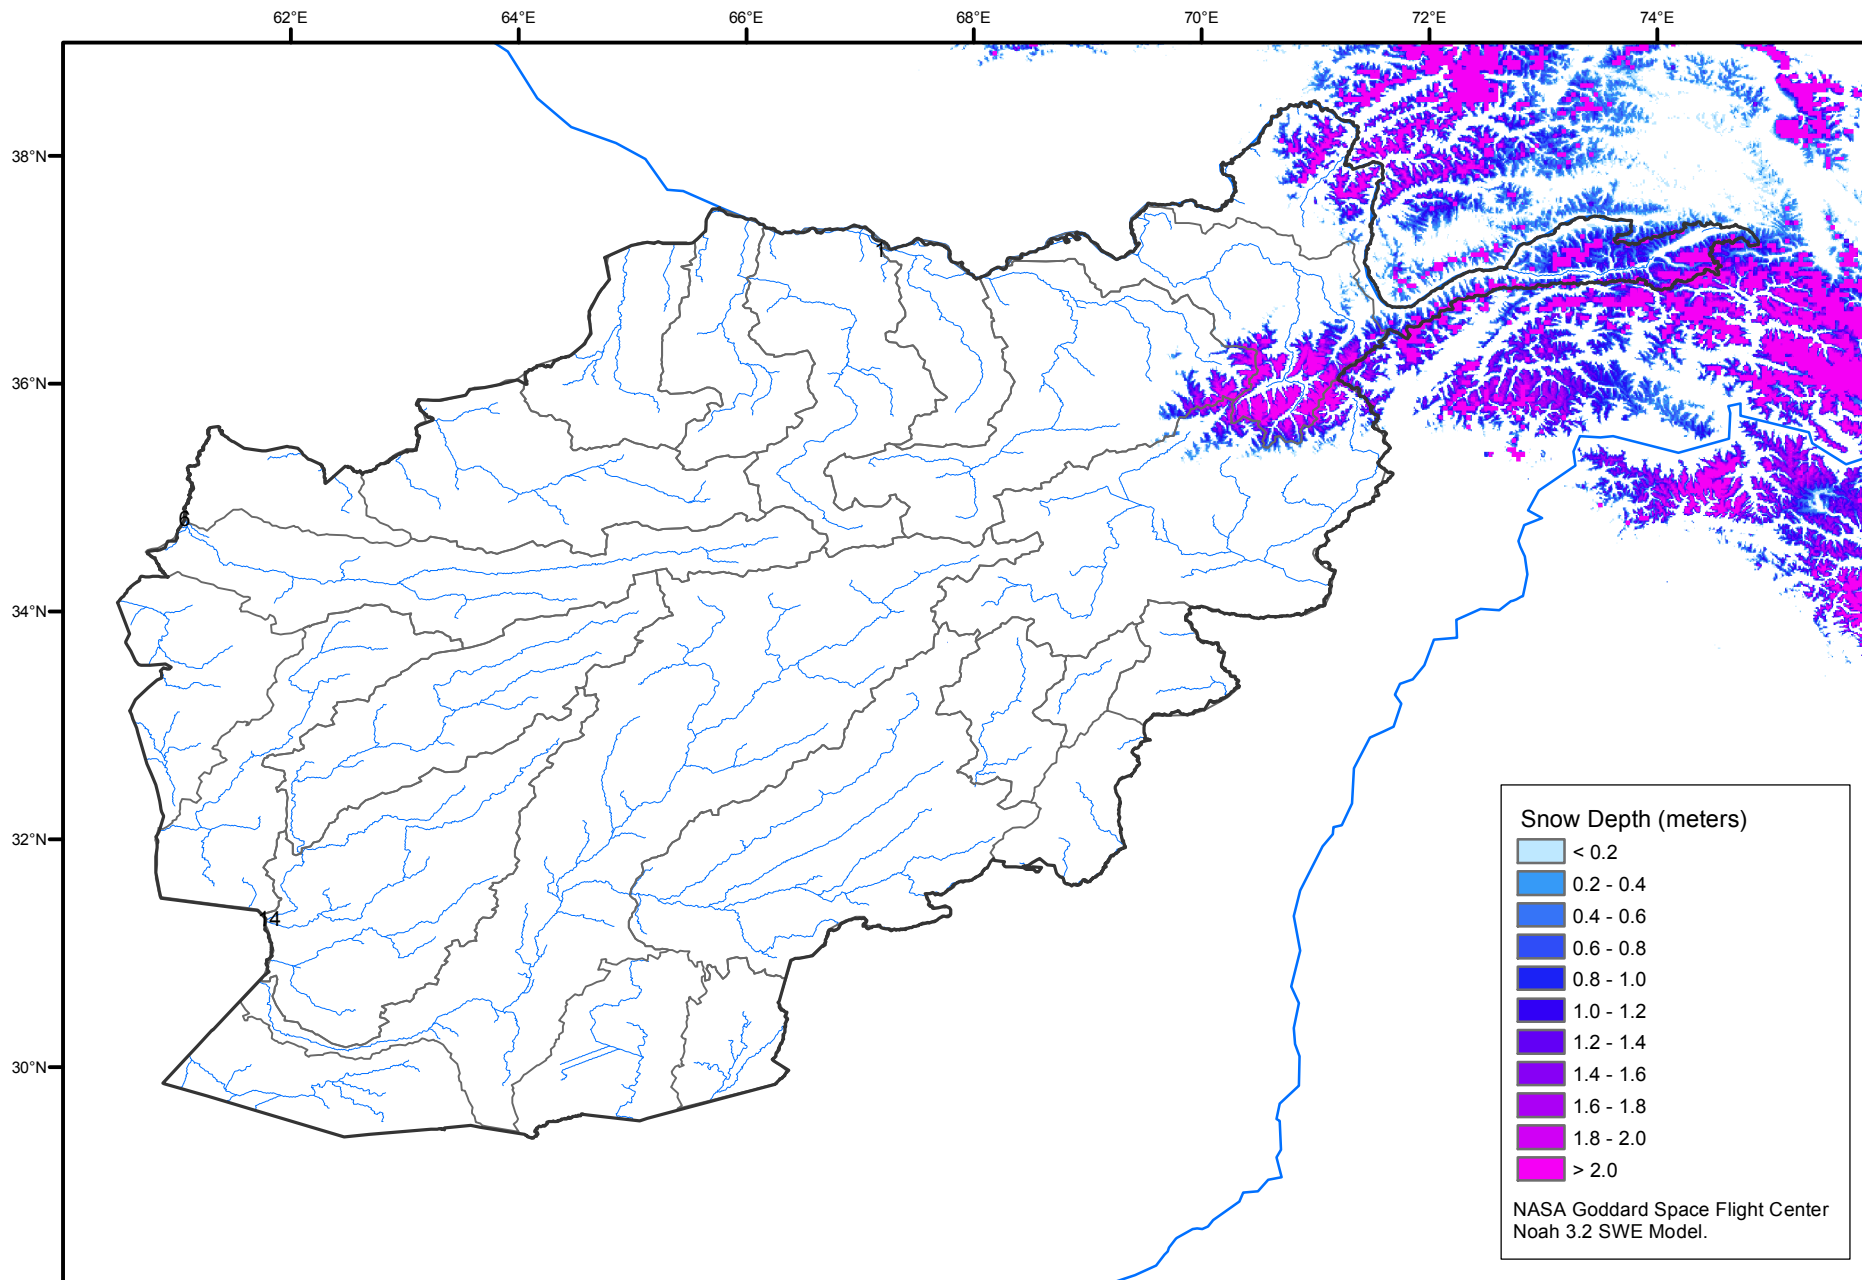 62°E 64°E 66°E 68°E 70°E 72°E 74°E
38°N
1
36°N
6
34°N
32°N
14
30°N
Snow Depth (meters)
< 0.2
0.2 - 0.4
0.4 - 0.6
0.6 - 0.8
0.8 - 1.0
1.0 - 1.2
1.2 - 1.4
1.4 - 1.6
1.6 - 1.8
1.8 - 2.0
> 2.0
NASA Goddard Space Flight Center
Noah 3.2 SWE Model.